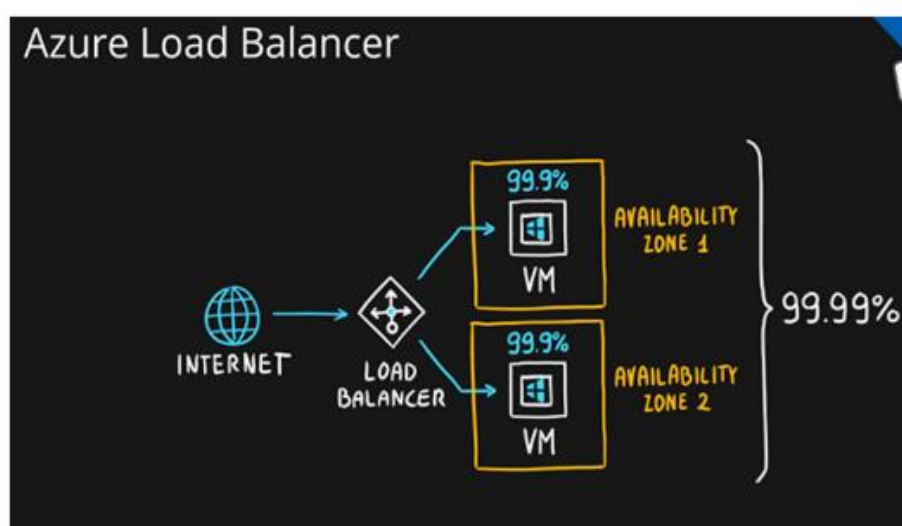 Azure Load Balancer
99.9%
VM
AVAILABILITY
ZONE 1
INTERNET
LOAD
BALANCER
99.9%
VM
AVAILABILITY
ZONE 2
99.99%